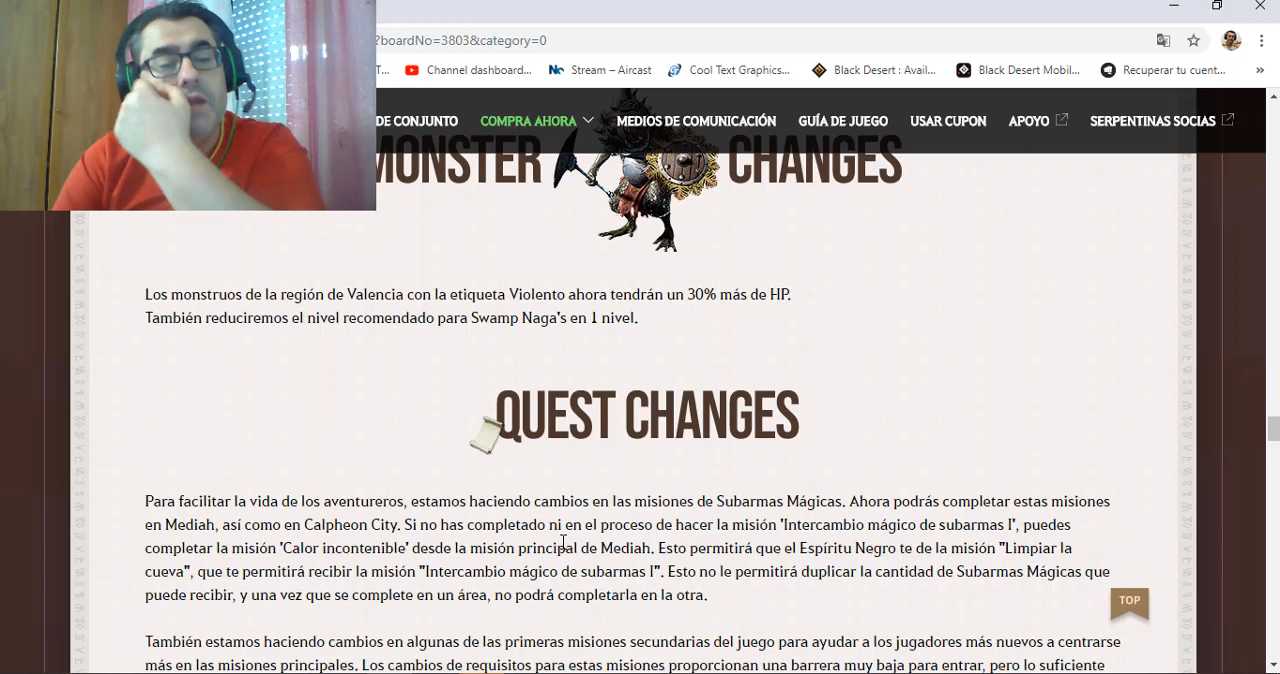 ?boardNo=3803&category=0
T... Channel dashboard... Stream – Aircast Cool Text Graphics... Black Desert : Avail... Black Desert Mobil... Recuperar tu cuent... »
DE CONJUNTO COMPRA AHORA MEDIOS DE COMUNICACIÓN GUÍA DE JUEGO USAR CUPON APOYO SERPENTINAS SOCIAS
MONSTER CHANGES
Los monstruos de la región de Valencia con la etiqueta Violento ahora tendrán un 30% más de HP.
También reduciremos el nivel recomendado para Swamp Naga's en 1 nivel.
QUEST CHANGES
Para facilitar la vida de los aventureros, estamos haciendo cambios en las misiones de Subarmas Mágicas. Ahora podrás completar estas misiones
en Mediah, así como en Calpheon City. Si no has completado ni en el proceso de hacer la misión 'Intercambio mágico de subarmas I', puedes
completar la misión 'Calor incontenible' desde la misión principal de Mediah. Esto permitirá que el Espíritu Negro te de la misión "Limpiar la
cueva", que te permitirá recibir la misión "Intercambio mágico de subarmas I". Esto no le permitirá duplicar la cantidad de Subarmas Mágicas que
puede recibir, y una vez que se complete en un área, no podrá completarla en la otra.
TOP
También estamos haciendo cambios en algunas de las primeras misiones secundarias del juego para ayudar a los jugadores más nuevos a centrarse
más en las misiones principales. Los cambios de requisitos para estas misiones proporcionan una barrera muy baja para entrar, pero lo suficiente